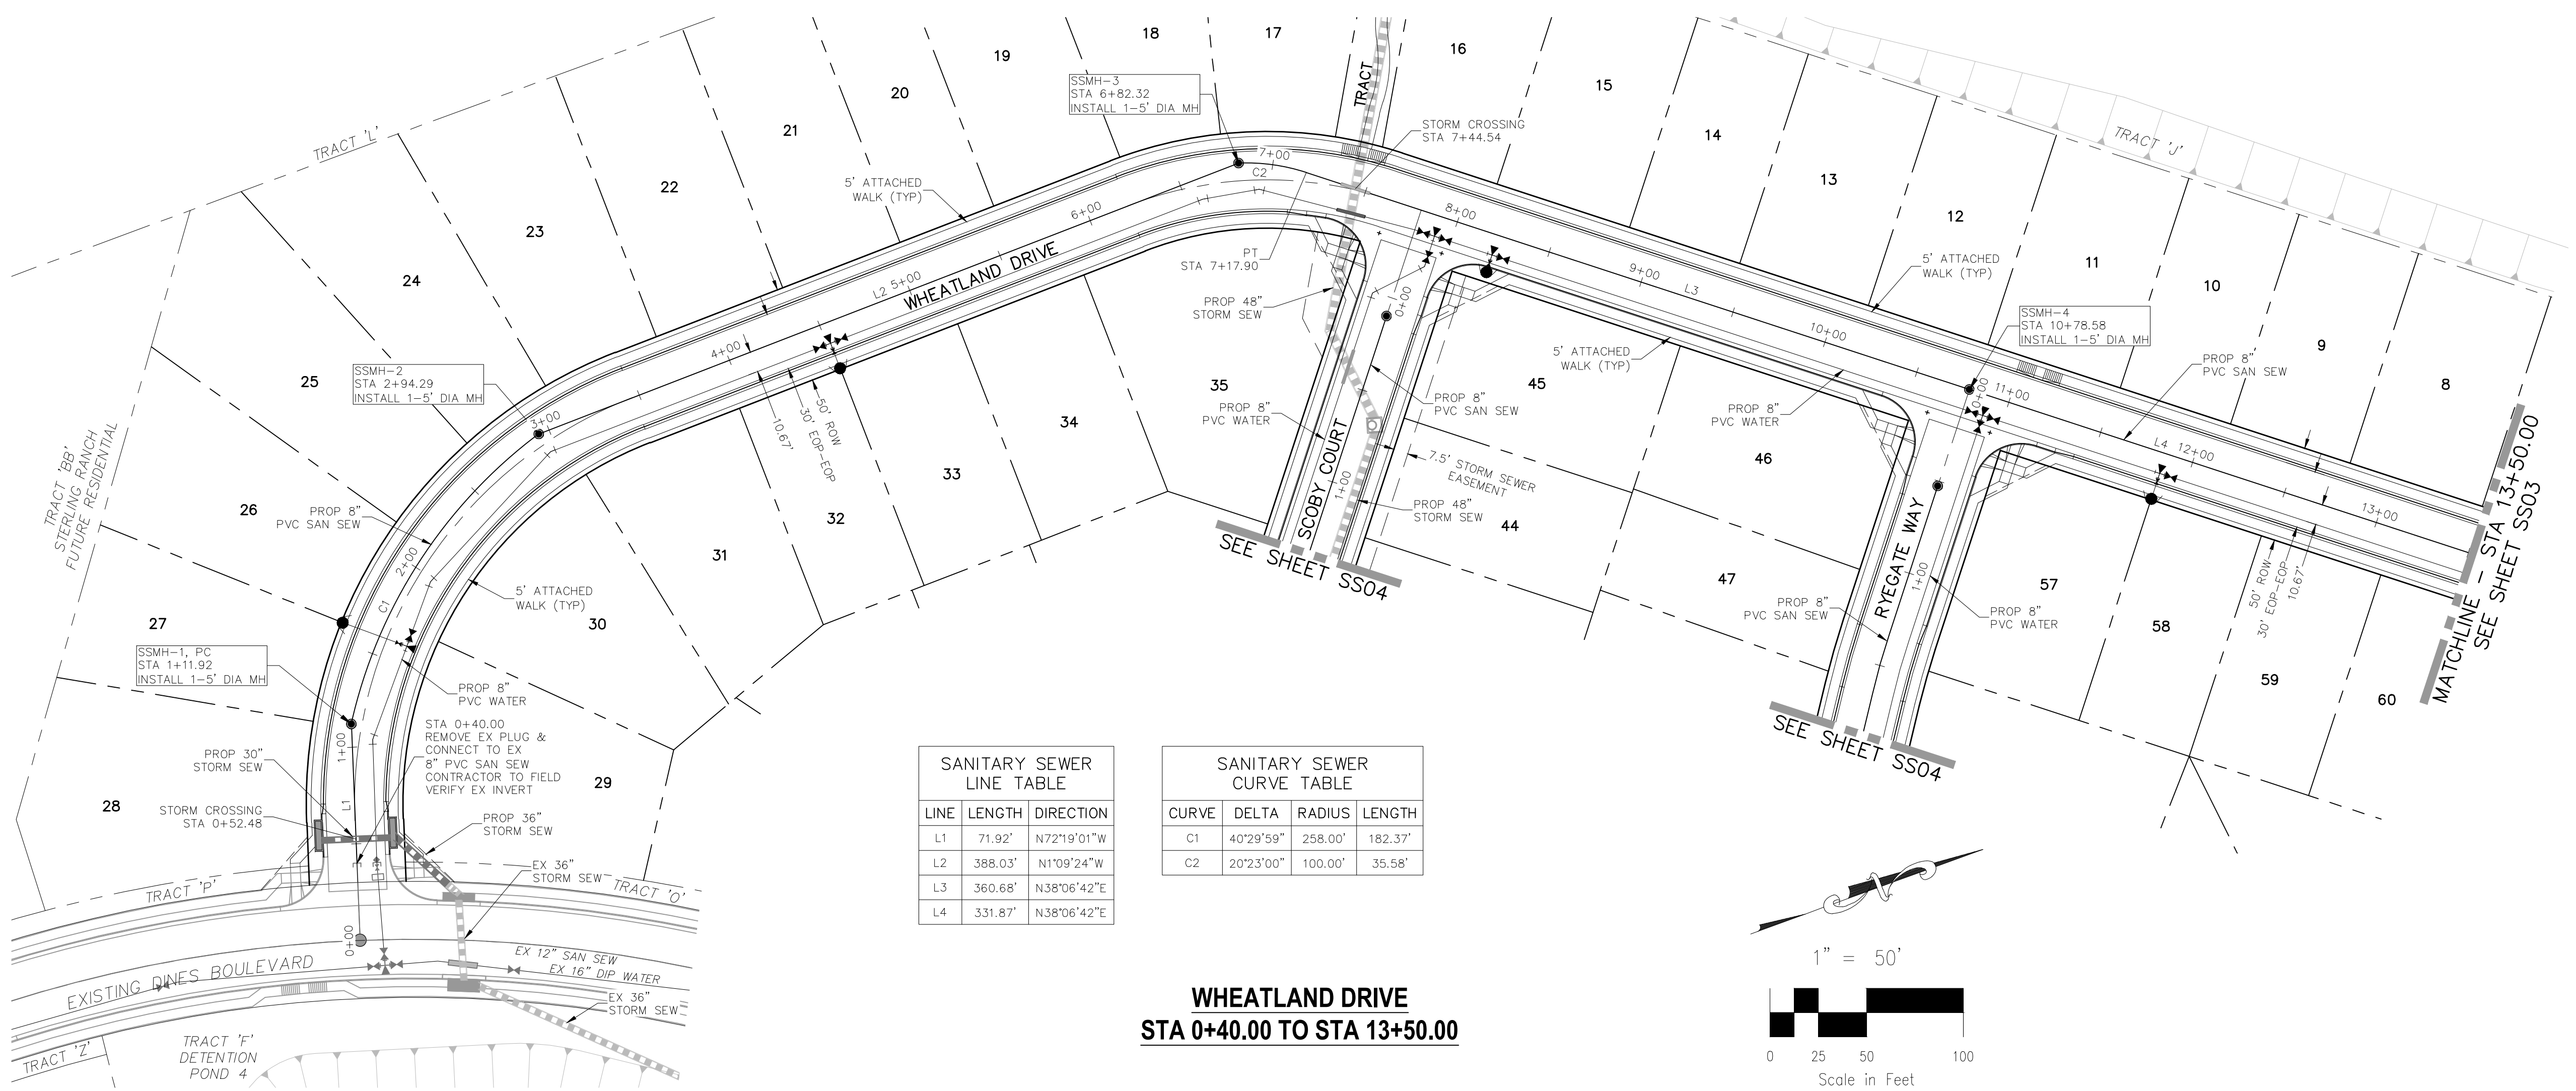 18
17
16
19
20
21
22
23
24
25
26
27
28
15
14
13
12
11
10
9
8
TRACT 'L'
TRACT 'J'
TRACT
SSMH-3
STA 6+82.32
INSTALL 1-5' DIA MH
STORM CROSSING
STA 7+44.54
5' ATTACHED
WALK (TYP)
7+00
C2
6+00
WHEATLAND DRIVE
L2 5+00
4+00
PT
STA 7+17.90
PROP 48"
STORM SEW
8+00
9+00
L3
10+00
5' ATTACHED
WALK (TYP)
SSMH-4
STA 10+78.58
INSTALL 1-5' DIA MH
PROP 8"
PVC SAN SEW
11+00
0+00
L4 12+00
13+00
MATCHLINE - STA 13+50.00
SEE SHEET SS03
SSMH-2
STA 2+94.29
INSTALL 1-5' DIA MH
3+00
10.67'
30' EOP-EOP
50' ROW
35
34
33
32
31
30
29
PROP 8"
PVC WATER
SCOBY COURT
0+00
1+00
PROP 8"
PVC SAN SEW
5' ATTACHED
WALK (TYP)
45
46
44
47
7.5' STORM SEWER
EASEMENT
PROP 48"
STORM SEW
SEE SHEET SS04
PROP 8"
PVC WATER
RYEGATE WAY
1+00
PROP 8"
PVC SAN SEW
PROP 8"
PVC WATER
SEE SHEET SS04
57
58
59
60
50' ROW
30' EOP-EOP
10.67'
TRACT 'BB'
STERLING RANCH
FUTURE RESIDENTIAL
PROP 8"
PVC SAN SEW
2+00
C1
5' ATTACHED
WALK (TYP)
SSMH-1, PC
STA 1+11.92
INSTALL 1-5' DIA MH
PROP 8"
PVC WATER
STA 0+40.00
REMOVE EX PLUG &
CONNECT TO EX
8" PVC SAN SEW
CONTRACTOR TO FIELD
VERIFY EX INVERT
1+00
PROP 30"
STORM SEW
L1
STORM CROSSING
STA 0+52.48
PROP 36"
STORM SEW
EX 36"
STORM SEW
TRACT 'P'
TRACT 'O'
0+00
EXISTING DINES BOULEVARD
EX 12" SAN SEW
EX 16" DIP WATER
EX 36"
STORM SEW
TRACT 'Z'
TRACT 'F'
DETENTION
POND 4
SANITARY SEWER
LINE TABLE
LINE LENGTH DIRECTION
L1 71.92' N72°19'01"W
L2 388.03' N1°09'24"W
L3 360.68' N38°06'42"E
L4 331.87' N38°06'42"E
SANITARY SEWER
CURVE TABLE
CURVE DELTA RADIUS LENGTH
C1 40°29'59" 258.00' 182.37'
C2 20°23'00" 100.00' 35.58'
WHEATLAND DRIVE
STA 0+40.00 TO STA 13+50.00
N
1" = 50'
0 25 50 100
Scale in Feet